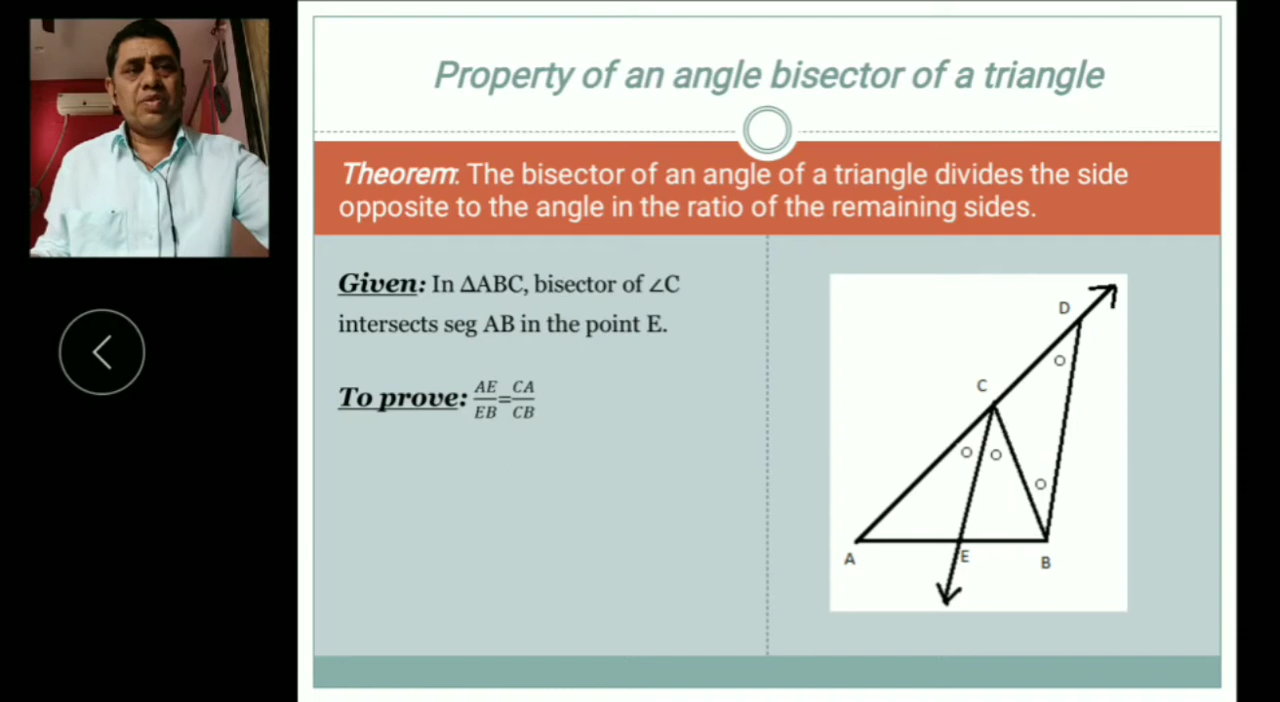 Property of an angle bisector of a triangle
Theorem: The bisector of an angle of a triangle divides the side
opposite to the angle in the ratio of the remaining sides.
Given: In ΔABC, bisector of ∠C
intersects seg AB in the point E.
To prove: AE/EB=CA/CB
D
C
A
E
B